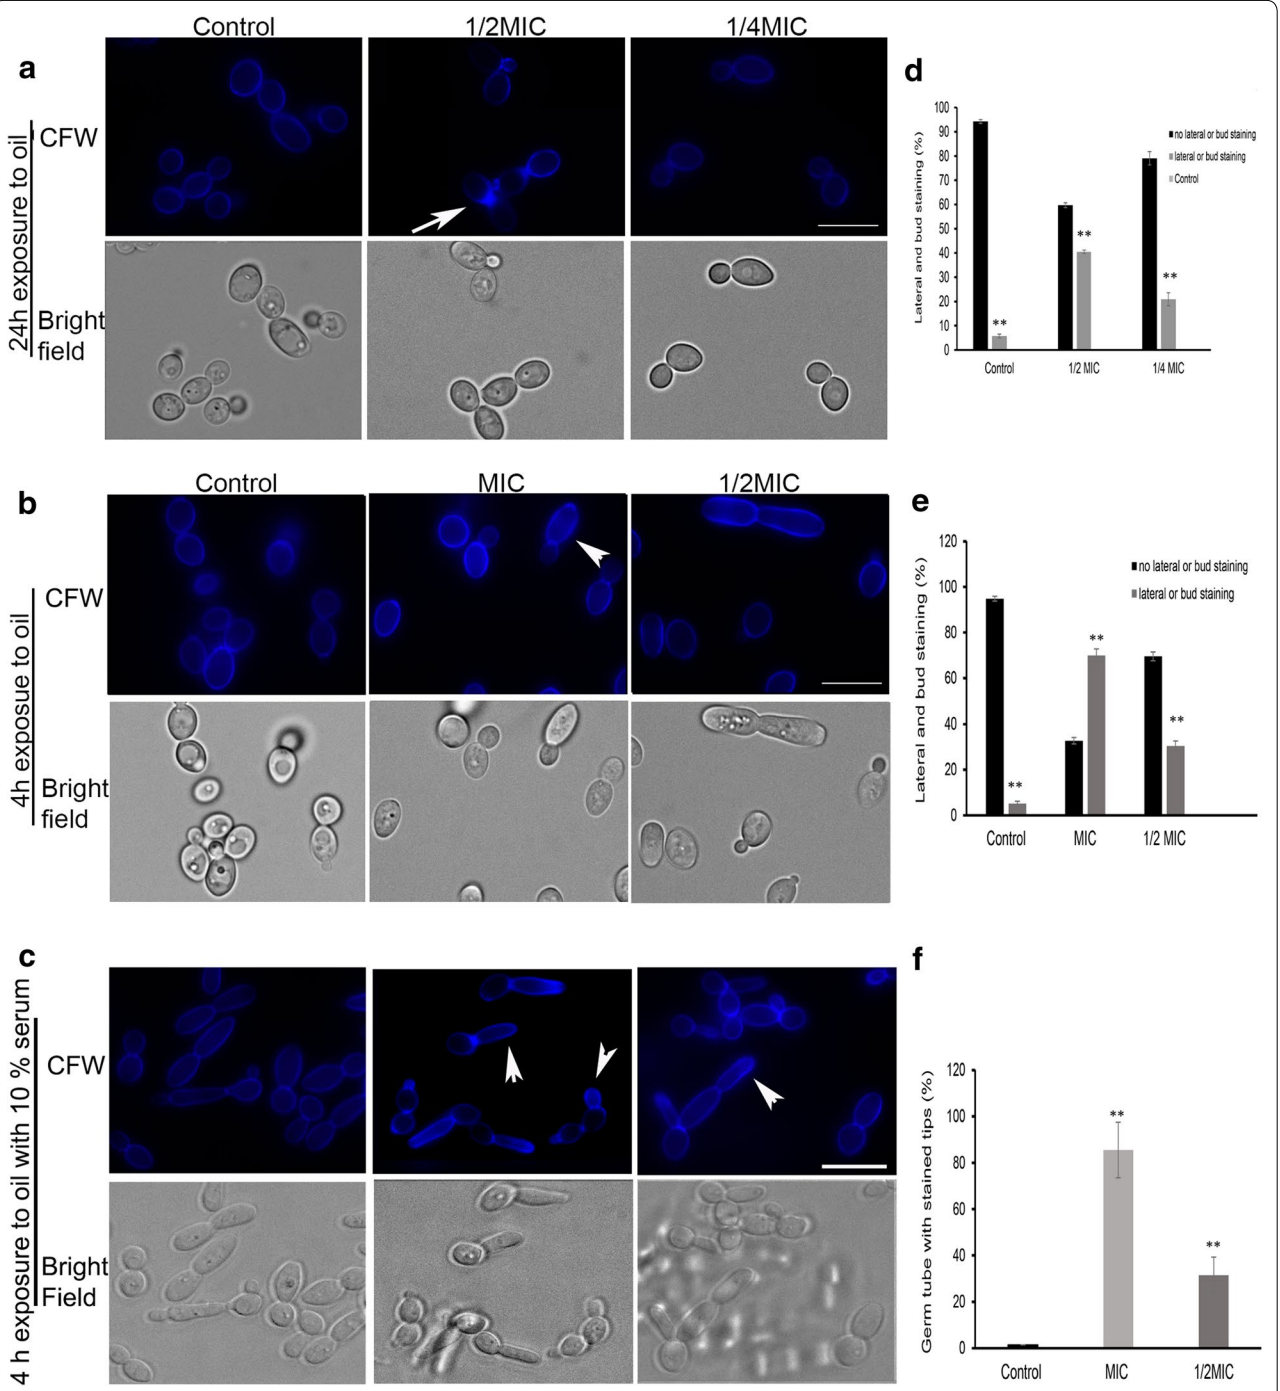 Control 1/2MIC 1/4MIC
a
24h exposure to oil
CFW
Bright
field
d
Lateral and bud staining (%)
100
90
80
70
60
50
40
30
20
10
0
no lateral or bud staining
lateral or bud staining
Control
**
**
**
Control 1/2 MIC 1/4 MIC
Control MIC 1/2MIC
b
4h exposue to oil
CFW
Bright
field
e
Lateral and bud staining (%)
120
100
80
60
40
20
0
no lateral or bud staining
lateral or bud staining
**
**
**
Control MIC 1/2 MIC
c
4 h exposure to oil with 10 % serum
CFW
Bright
Field
f
Germ tube with stained tips (%)
120
100
80
60
40
20
0
**
**
Control MIC 1/2MIC